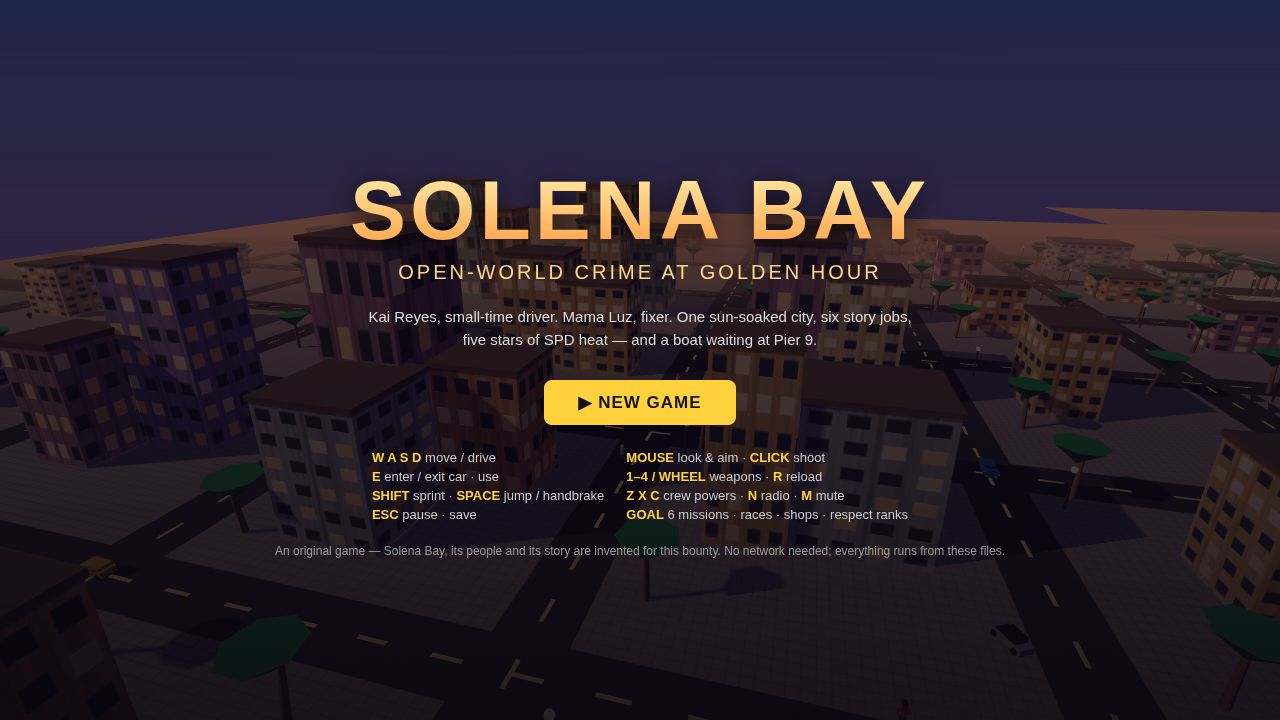 SOLENA BAY
OPEN-WORLD CRIME AT GOLDEN HOUR
Kai Reyes, small-time driver. Mama Luz, fixer. One sun-soaked city, six story jobs,
five stars of SPD heat — and a boat waiting at Pier 9.
▶ NEW GAME
W A S D move / drive
MOUSE look & aim · CLICK shoot
E enter / exit car · use
1–4 / WHEEL weapons · R reload
SHIFT sprint · SPACE jump / handbrake
Z X C crew powers · N radio · M mute
ESC pause · save
GOAL 6 missions · races · shops · respect ranks
An original game — Solena Bay, its people and its story are invented for this bounty. No network needed; everything runs from these files.